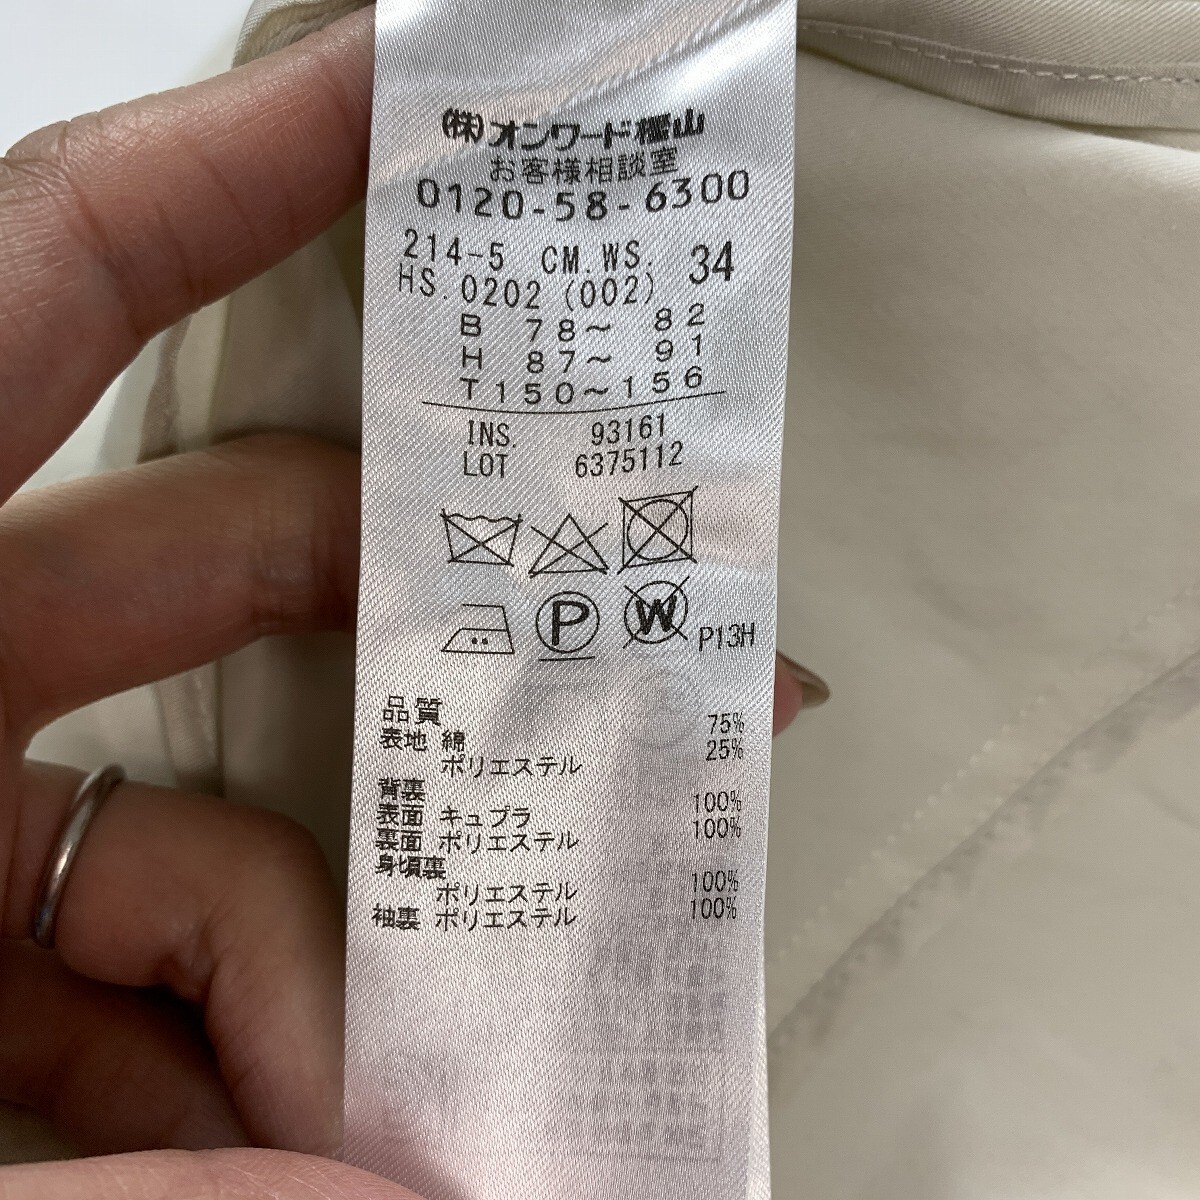 (株)オンワード樫山
お客様相談室
0120-58-6300
214-5 CM.WS. 34
HS.0202 (002)
B 78～ 82
H 87～ 91
T150～156
INS 93161
LOT 6375112
P W P13H
品質
表地 綿 75%
ポリエステル 25%
背裏
表面 キュプラ 100%
裏面 ポリエステル 100%
身頃裏
ポリエステル 100%
袖裏 ポリエステル 100%